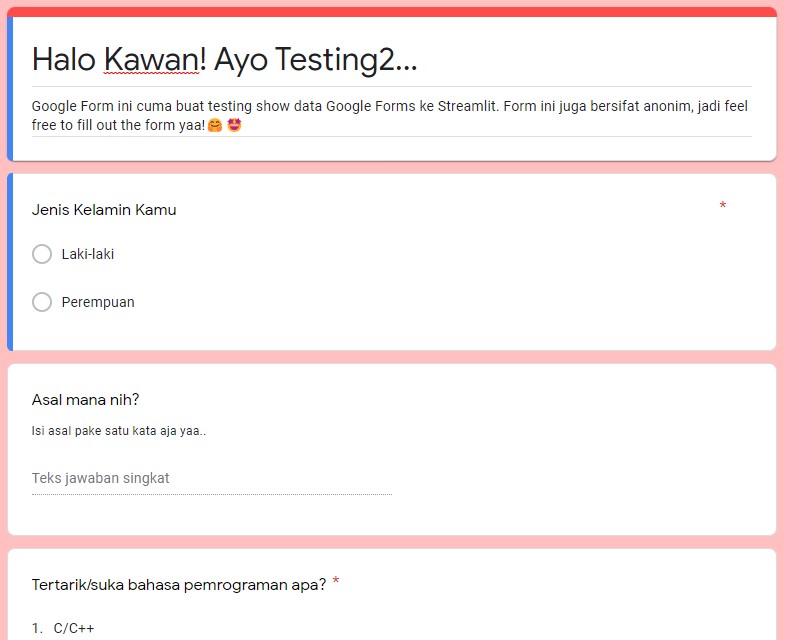 Halo Kawan! Ayo Testing2...
Google Form ini cuma buat testing show data Google Forms ke Streamlit. Form ini juga bersifat anonim, jadi feel
free to fill out the form yaa!🤗 🤩
Jenis Kelamin Kamu *
Laki-laki
Perempuan
Asal mana nih?
Isi asal pake satu kata aja yaa..
Teks jawaban singkat
Tertarik/suka bahasa pemrograman apa? *
1. C/C++